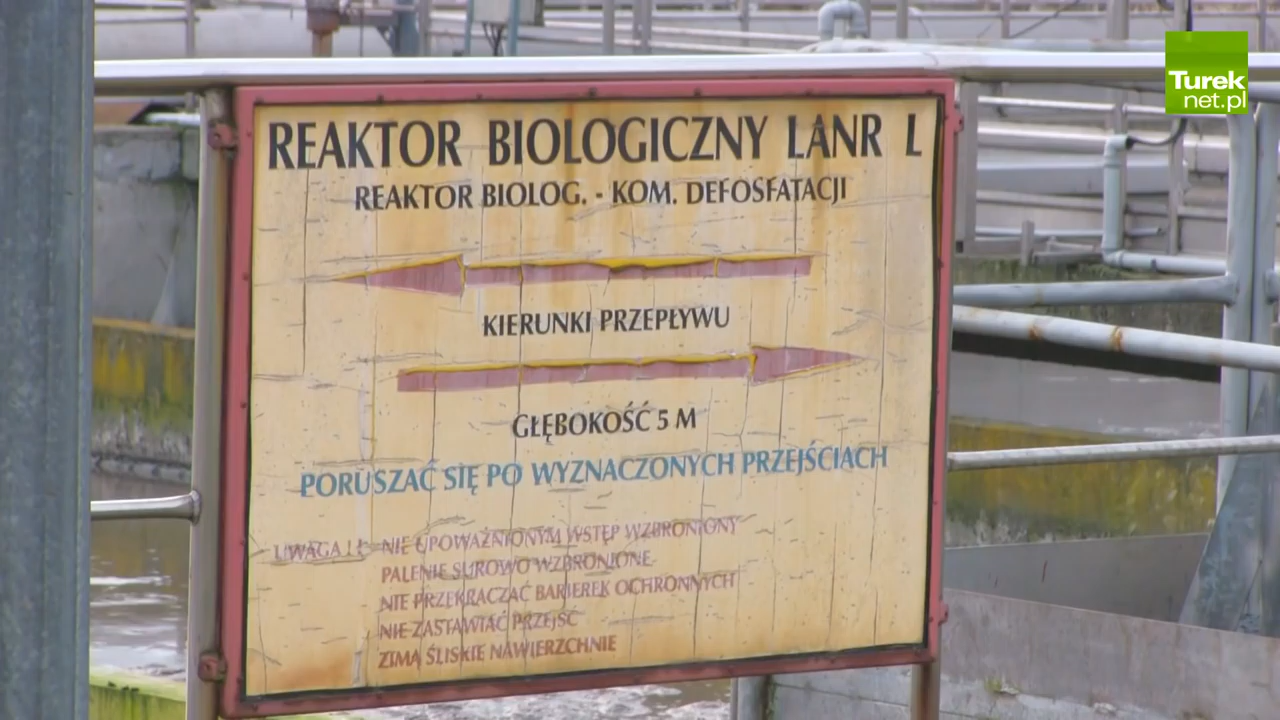 Turek
net.pl
REAKTOR BIOLOGICZNY LANR L
REAKTOR BIOLOG. - KOM. DEFOSFATACJI
KIERUNKI PRZEPŁYWU
GŁĘBOKOŚĆ 5 M
PORUSZAĆ SIĘ PO WYZNACZONYCH PRZEJŚCIACH
UWAGA ! ! NIE UPOWAŻNIONYM WSTĘP WZBRONIONY
PALENIE SUROWO WZBRONIONE
NIE PRZEKRACZAĆ BARIEREK OCHRONNYCH
NIE ZASTAWIAĆ PRZEJŚĆ
ZIMĄ ŚLISKIE NAWIERZCHNIE